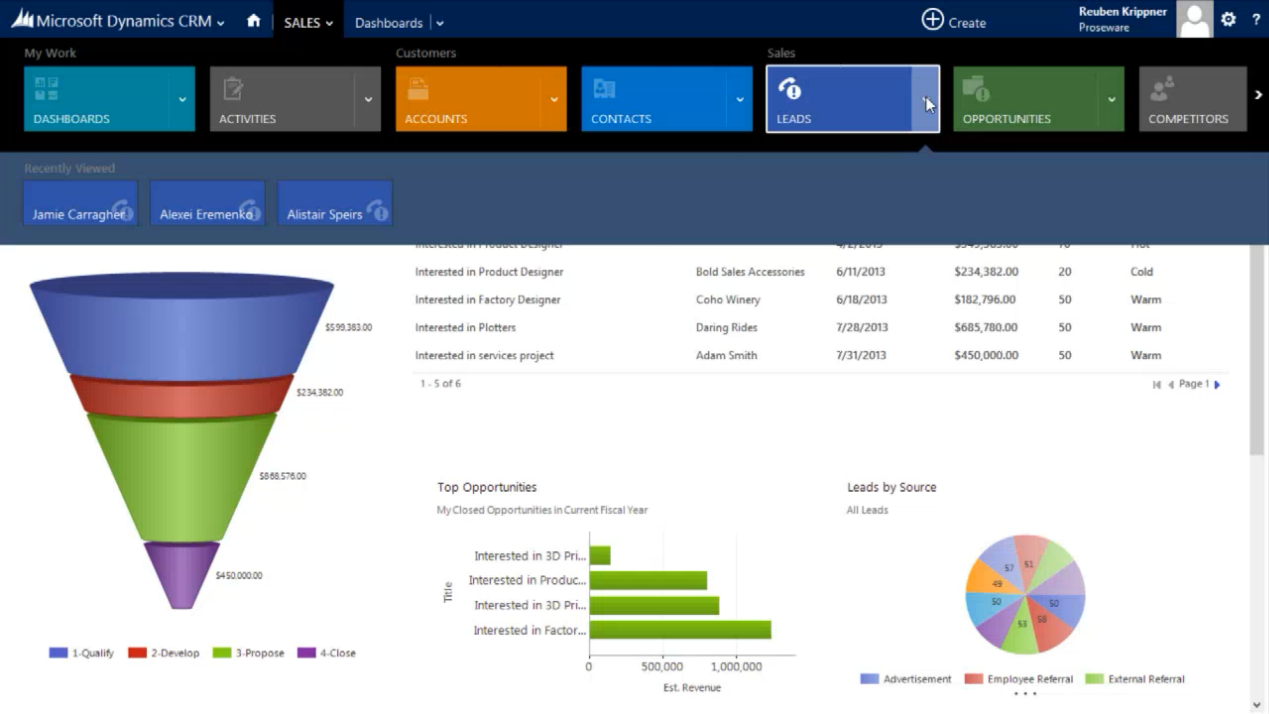 Microsoft Dynamics CRM
SALES
Dashboards
Create
Reuben Krippner
Proseware
?
My Work
Customers
Sales
DASHBOARDS
ACTIVITIES
ACCOUNTS
CONTACTS
LEADS
OPPORTUNITIES
COMPETITORS
Recently Viewed
Jamie Carragher
Alexei Eremenko
Alistair Speirs
Interested in Product Designer
Interested in Product Designer Bold Sales Accessories 6/11/2013 $234,382.00 20 Cold
Interested in Factory Designer Coho Winery 6/18/2013 $182,796.00 50 Warm
Interested in Plotters Daring Rides 7/28/2013 $685,780.00 50 Warm
Interested in services project Adam Smith 7/31/2013 $450,000.00 50 Warm
1 - 5 of 6
Page 1
$599,383.00
$234,382.00
$868,576.00
$450,000.00
1-Qualify 2-Develop 3-Propose 4-Close
Top Opportunities
My Closed Opportunities in Current Fiscal Year
Title
Interested in 3D Pri...
Interested in Produc...
Interested in 3D Pri...
Interested in Factor...
0 500,000 1,000,000
Est. Revenue
Leads by Source
All Leads
57
51
49
50
50
53
58
Advertisement Employee Referral External Referral